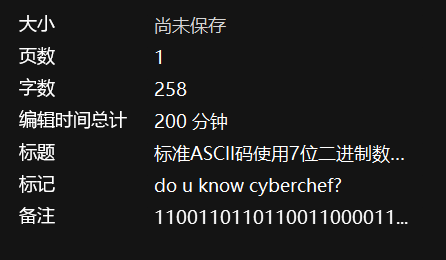 大小 尚未保存
页数 1
字数 258
编辑时间总计 200 分钟
标题 标准ASCII码使用7位二进制数...
标记 do u know cyberchef?
备注 1100110110110011000011...